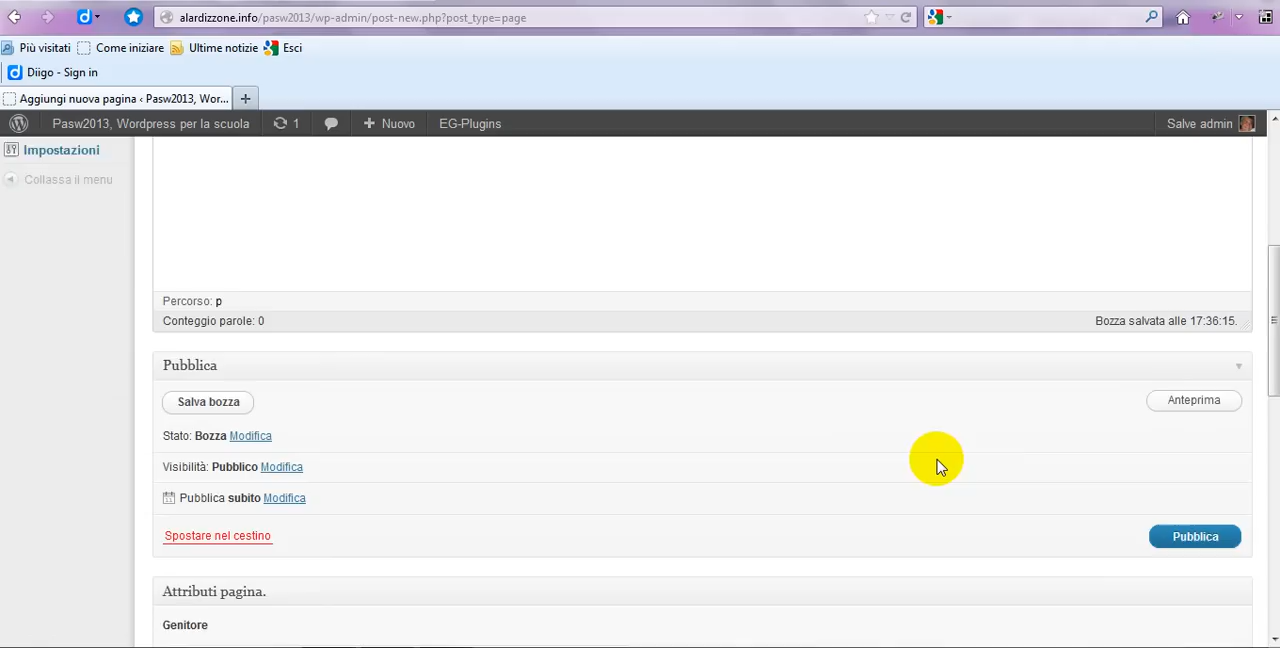 alardizzone.info/pasw2013/wp-admin/post-new.php?post_type=page
Più visitati Come iniziare Ultime notizie Esci
Diigo - Sign in
Aggiungi nuova pagina ‹ Pasw2013, Wor...
Pasw2013, Wordpress per la scuola 1 Nuovo EG-Plugins Salve admin
Impostazioni
Collassa il menu
Percorso: p
Conteggio parole: 0 Bozza salvata alle 17:36:15.
Pubblica
Salva bozza Anteprima
Stato: Bozza Modifica
Visibilità: Pubblico Modifica
Pubblica subito Modifica
Spostare nel cestino Pubblica
Attributi pagina.
Genitore